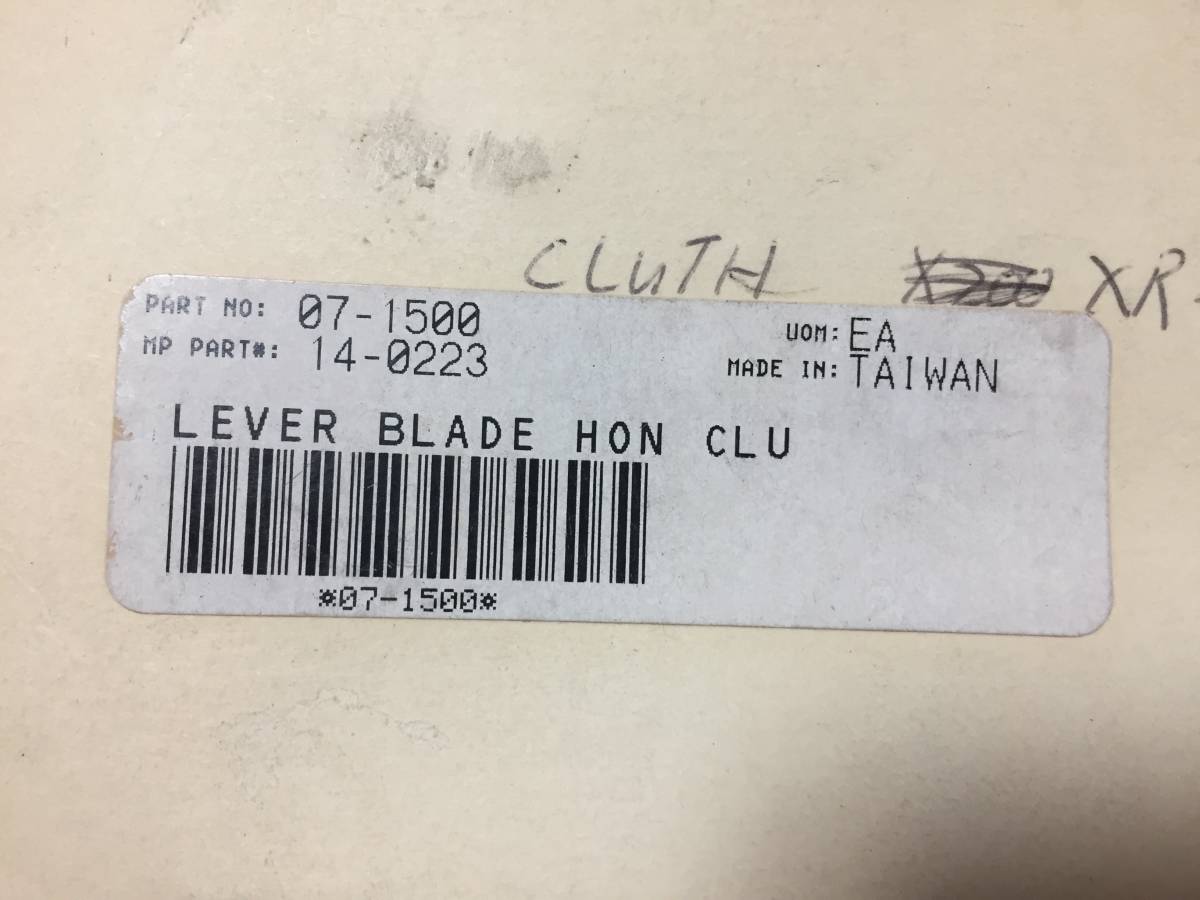 CLUTH XR
PART NO: 07-1500
UOM: EA
MP PART#: 14-0223
MADE IN: TAIWAN
LEVER BLADE HON CLU
*07-1500*